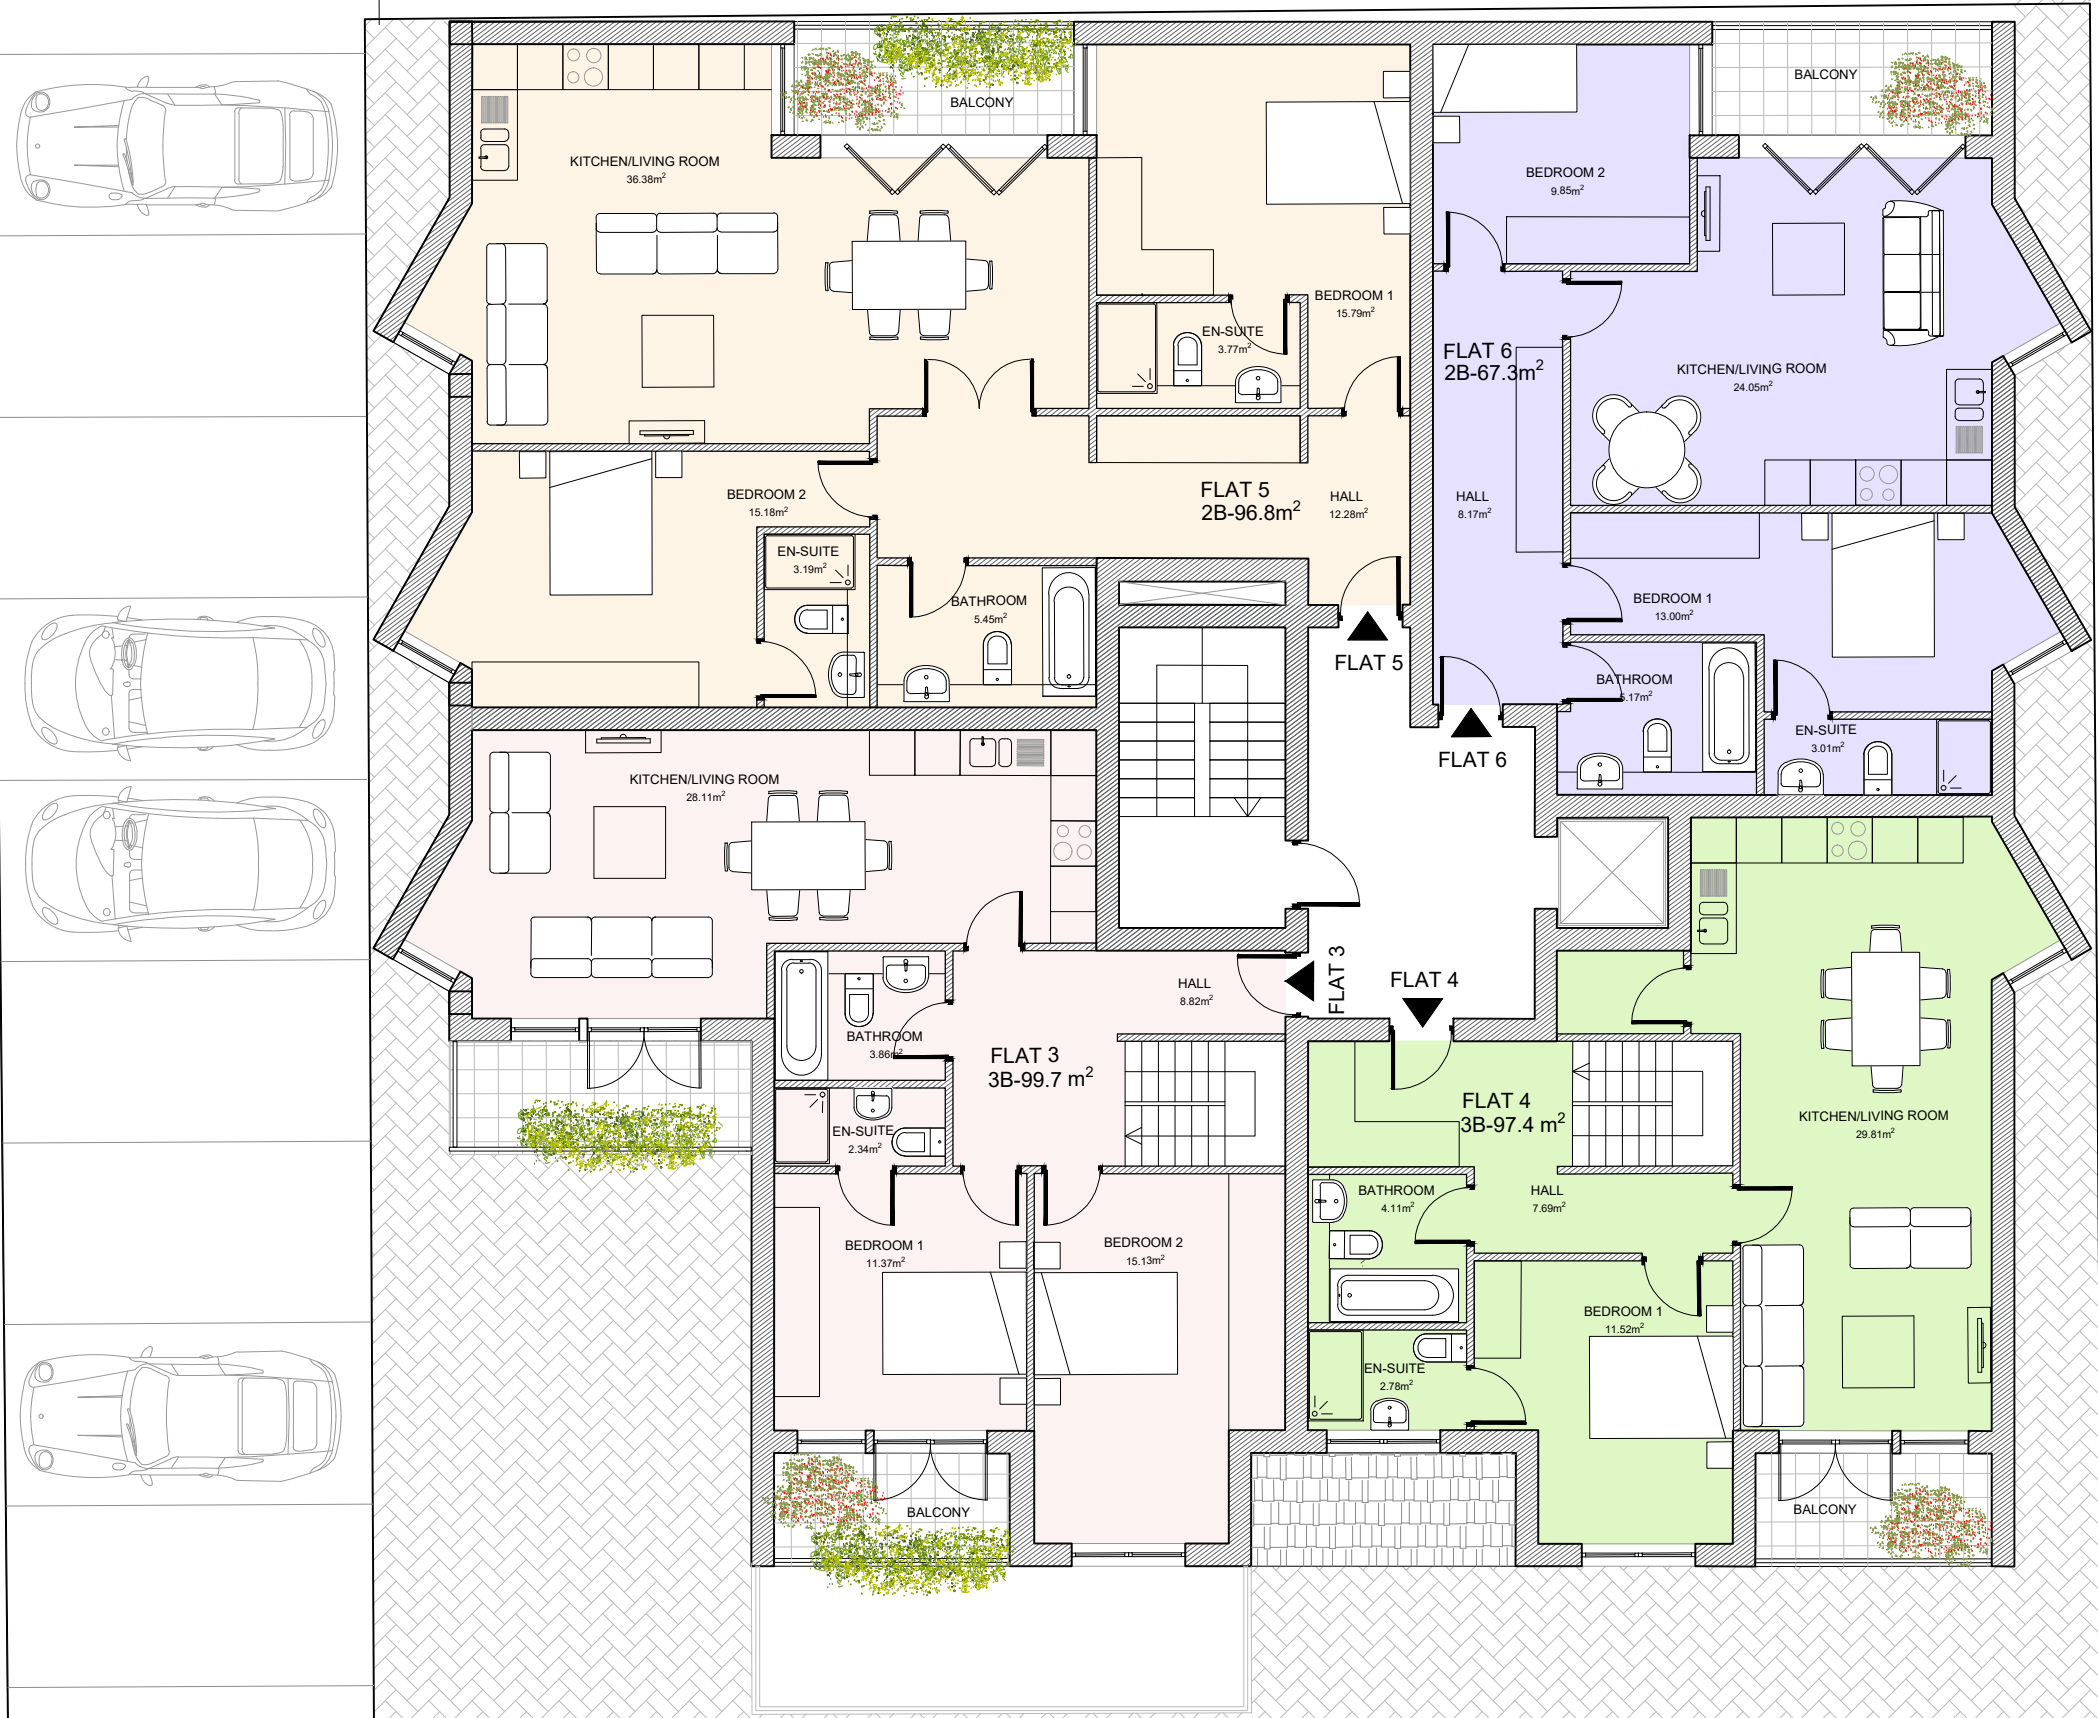 BALCONY
KITCHEN/LIVING ROOM
36.38m²
BEDROOM 1
15.79m²
EN-SUITE
3.77m²
BEDROOM 2
15.18m²
EN-SUITE
3.19m²
BATHROOM
5.45m²
FLAT 5
2B-96.8m²
HALL
12.28m²
FLAT 5
BALCONY
BEDROOM 2
9.85m²
FLAT 6
2B-67.3m²
KITCHEN/LIVING ROOM
24.05m²
HALL
8.17m²
BEDROOM 1
13.00m²
BATHROOM
5.17m²
EN-SUITE
3.01m²
FLAT 6
KITCHEN/LIVING ROOM
28.11m²
HALL
8.82m²
FLAT 3
BATHROOM
3.86m²
FLAT 3
3B-99.7 m²
EN-SUITE
2.34m²
BEDROOM 1
11.37m²
BEDROOM 2
15.13m²
BALCONY
FLAT 4
FLAT 4
3B-97.4 m²
KITCHEN/LIVING ROOM
29.81m²
BATHROOM
4.11m²
HALL
7.69m²
BEDROOM 1
11.52m²
EN-SUITE
2.78m²
BALCONY